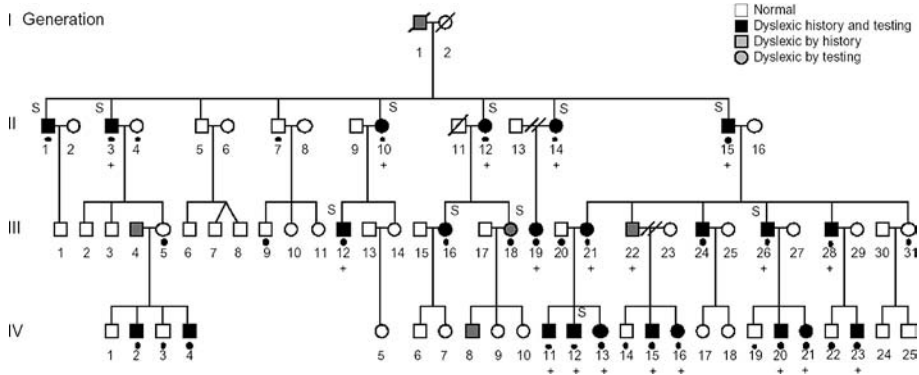 I Generation
Normal
Dyslexic history and testing
Dyslexic by history
Dyslexic by testing
1 2
S S S S S S
II
1 2 3 4 5 6 7 8 9 10 11 12 13 14 15 16
+ + + + +
S S S
III
1 2 3 4 5 6 7 8 9 10 11 12 13 14 15 16 17 18 19 20 21 22 23 24 25 26 27 28 29 30 31
+ + + + + +
S
IV
1 2 3 4 5 6 7 8 9 10 11 12 13 14 15 16 17 18 19 20 21 22 23 24 25
+ + + + + + + +